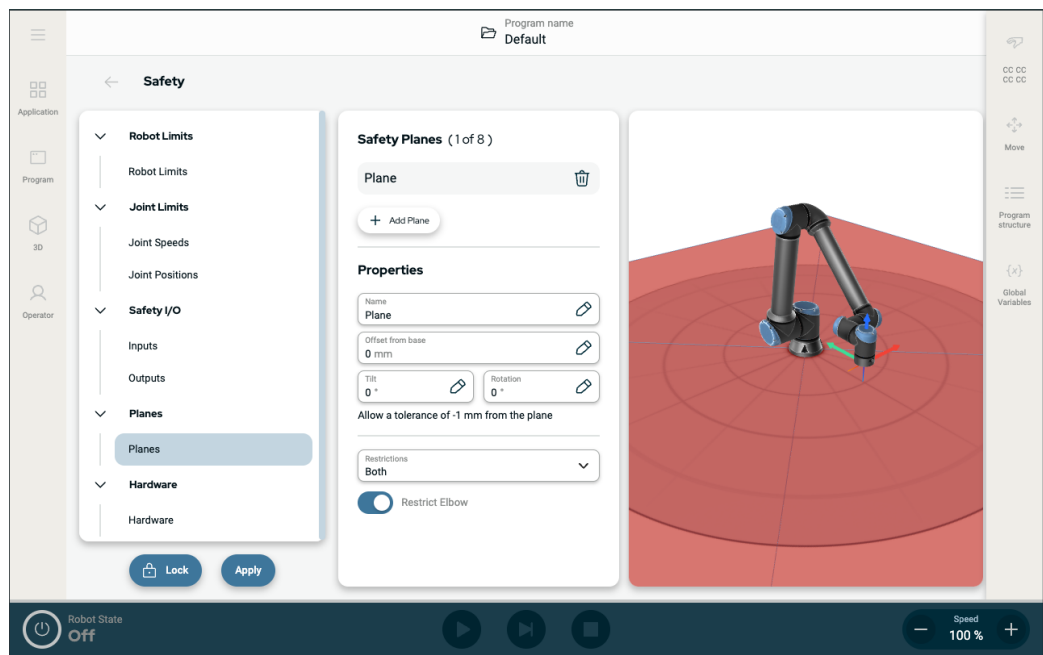 Program name
Default
Safety
Application
Program
3D
Operator
Robot Limits
Robot Limits
Joint Limits
Joint Speeds
Joint Positions
Safety I/O
Inputs
Outputs
Planes
Planes
Hardware
Hardware
Lock
Apply
Safety Planes (1 of 8)
Plane
+ Add Plane
Properties
Name
Plane
Offset from base
0 mm
Tilt
0 °
Rotation
0 °
Allow a tolerance of -1 mm from the plane
Restrictions
Both
Restrict Elbow
CC CC
CC CC
Move
Program
structure
{x}
Global
Variables
Robot State
Off
Speed
— 100 % +